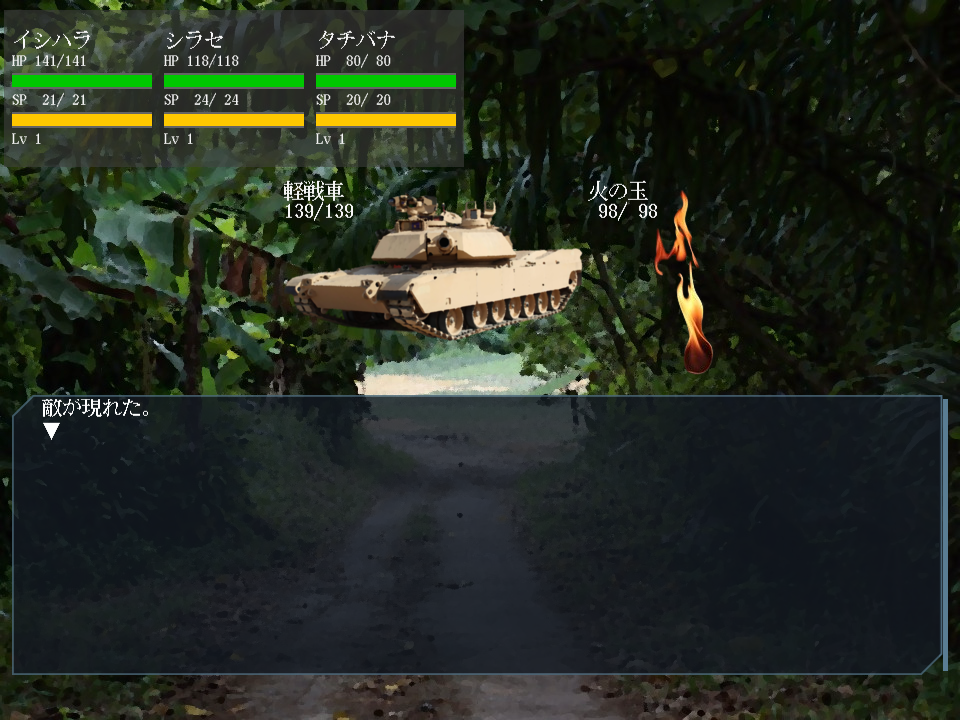 イシハラ シラセ タチバナ
HP 141/141 HP 118/118 HP 80/ 80
SP 21/ 21 SP 24/ 24 SP 20/ 20
Lv 1 Lv 1 Lv 1
軽戦車 火の玉
139/139 98/ 98
敵が現れた。
▼